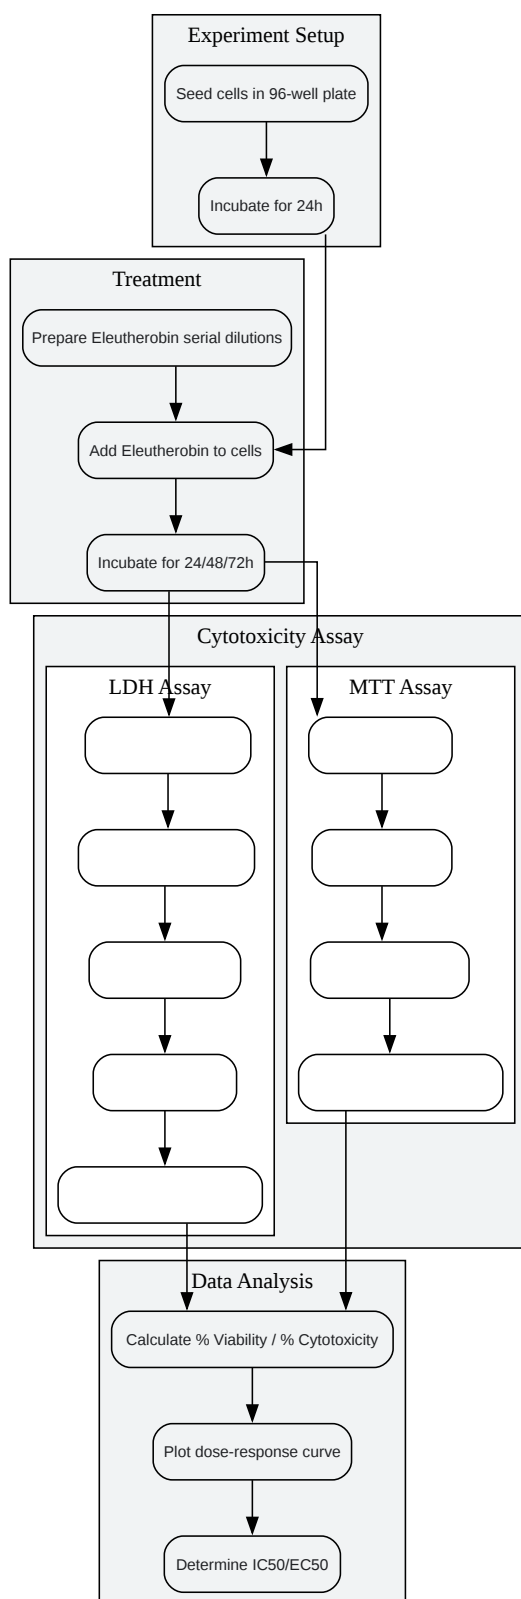 Experiment Setup
Seed cells in 96-well plate
Incubate for 24h
Treatment
Prepare Eleutherobin serial dilutions
Add Eleutherobin to cells
Incubate for 24/48/72h
Cytotoxicity Assay
LDH Assay
MTT Assay
Data Analysis
Calculate % Viability / % Cytotoxicity
Plot dose-response curve
Determine IC50/EC50